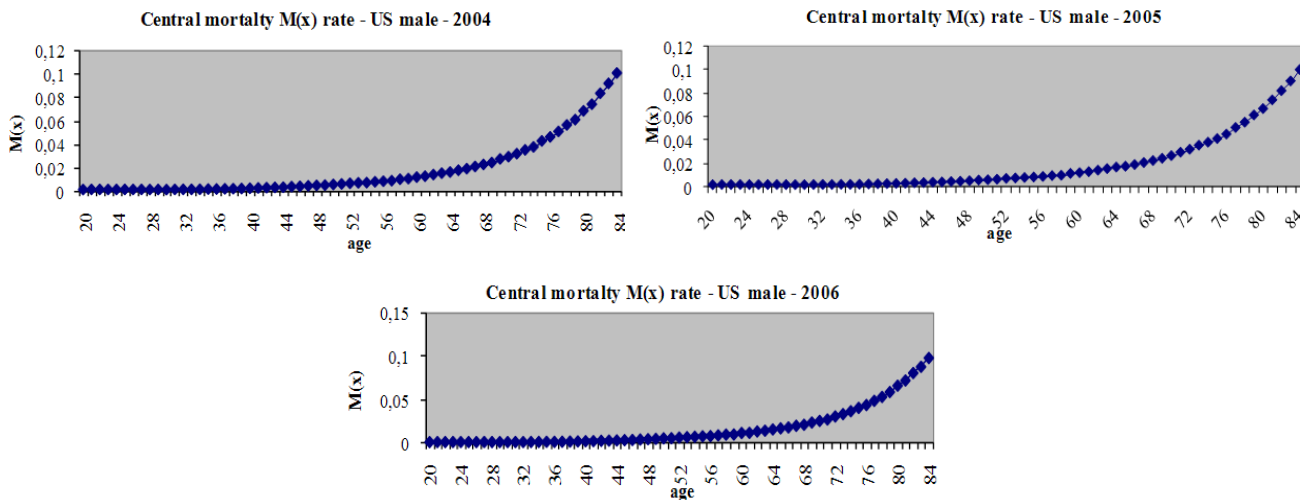 Central mortalty M(x) rate - US male - 2004
0,12
0,1
0,08
0,06
0,04
0,02
0
M(x)
20 24 28 32 36 40 44 48 52 56 60 64 68 72 76 80 84
age
Central mortalty M(x) rate - US male - 2005
0,12
0,1
0,08
0,06
0,04
0,02
0
M(x)
20 24 28 32 36 40 44 48 52 56 60 64 68 72 76 80 84
age
Central mortalty M(x) rate - US male - 2006
0,15
0,1
0,05
0
M(x)
20 24 28 32 36 40 44 48 52 56 60 64 68 72 76 80 84
age